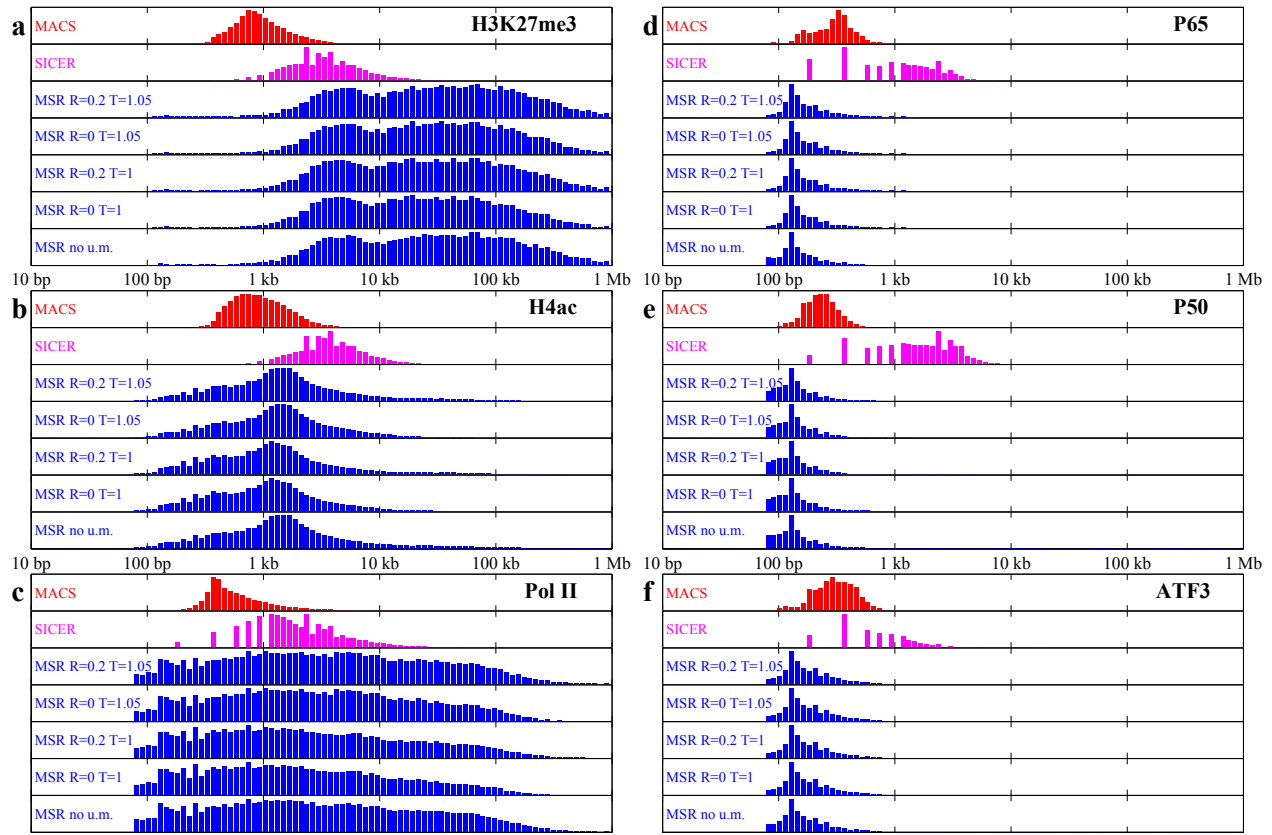 a MACS H3K27me3
SICER
MSR R=0.2 T=1.05
MSR R=0 T=1.05
MSR R=0.2 T=1
MSR R=0 T=1
MSR no u.m.
10 bp 100 bp 1 kb 10 kb 100 kb 1 Mb
b MACS H4ac
SICER
MSR R=0.2 T=1.05
MSR R=0 T=1.05
MSR R=0.2 T=1
MSR R=0 T=1
MSR no u.m.
10 bp 100 bp 1 kb 10 kb 100 kb 10 bp
c MACS Pol II
SICER
MSR R=0.2 T=1.05
MSR R=0 T=1.05
MSR R=0.2 T=1
MSR R=0 T=1
MSR no u.m.
d MACS P65
SICER
MSR R=0.2 T=1.05
MSR R=0 T=1.05
MSR R=0.2 T=1
MSR R=0 T=1
MSR no u.m.
100 bp 1 kb 10 kb 100 kb 1 Mb
e MACS P50
SICER
MSR R=0.2 T=1.05
MSR R=0 T=1.05
MSR R=0.2 T=1
MSR R=0 T=1
MSR no u.m.
100 bp 1 kb 10 kb 100 kb 1 Mb
f MACS ATF3
SICER
MSR R=0.2 T=1.05
MSR R=0 T=1.05
MSR R=0.2 T=1
MSR R=0 T=1
MSR no u.m.